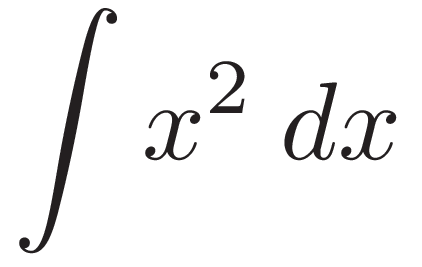 ∫ x² dx